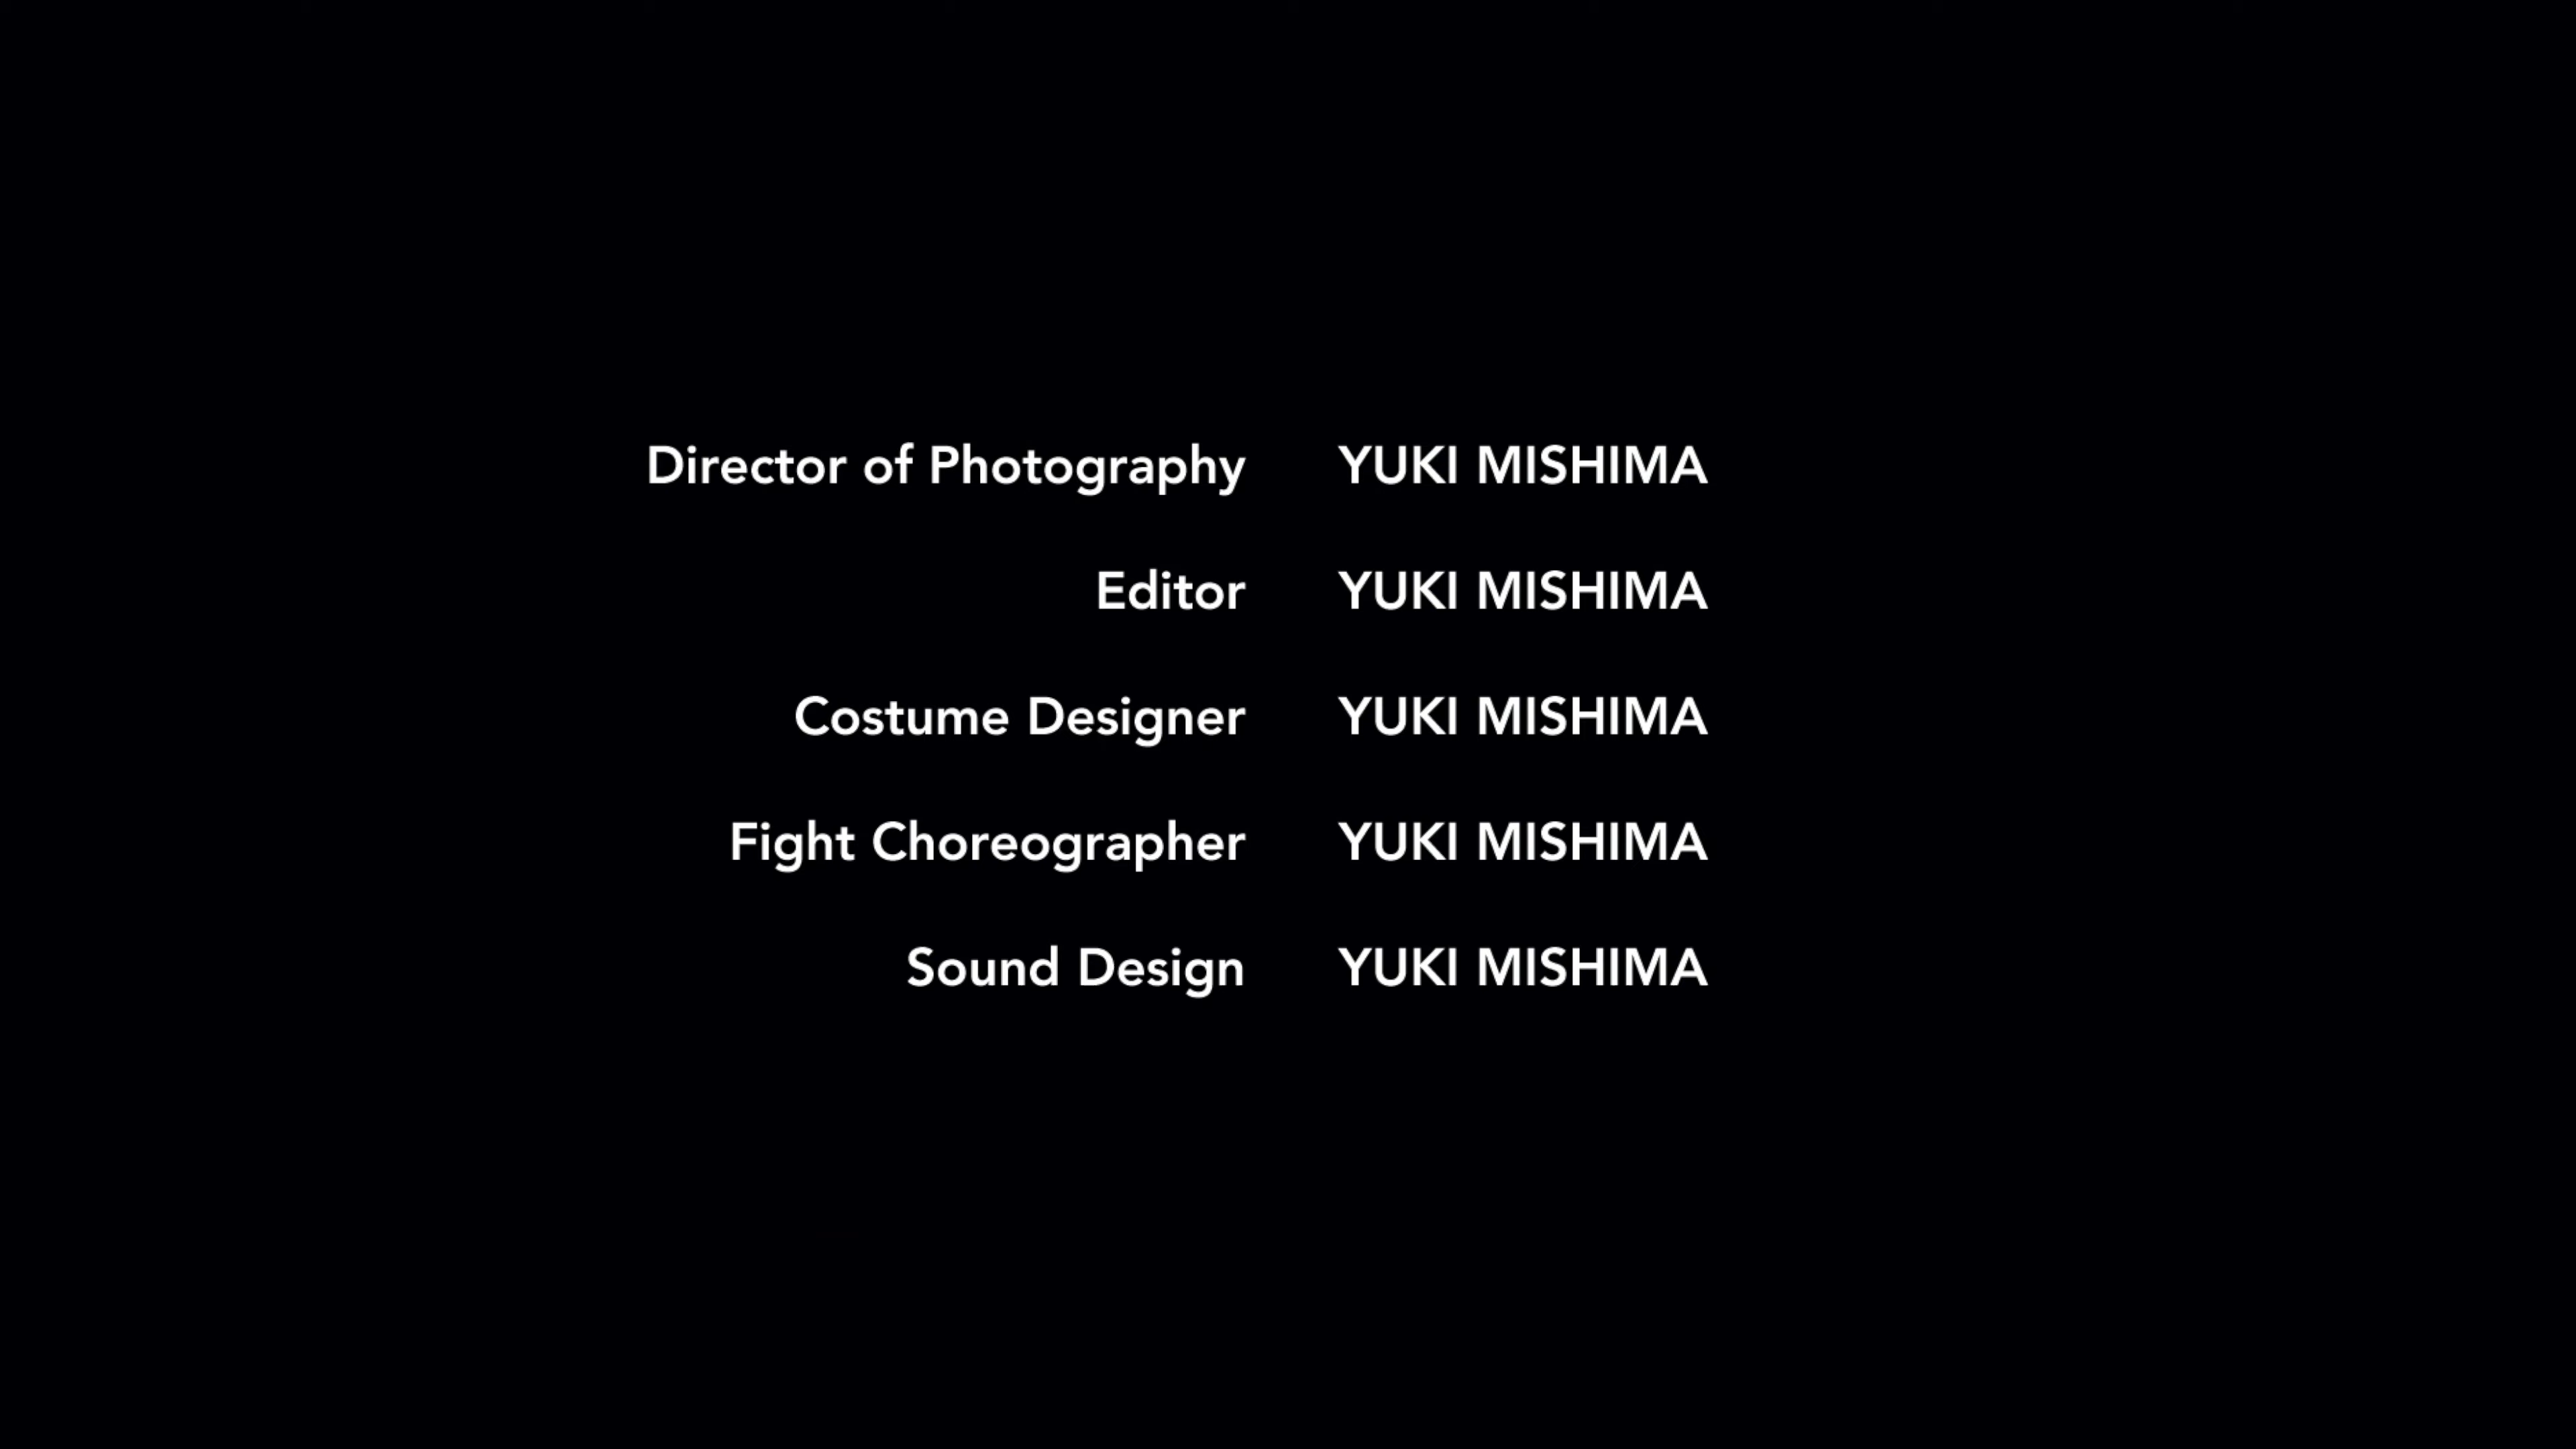 Director of Photography YUKI MISHIMA
Editor YUKI MISHIMA
Costume Designer YUKI MISHIMA
Fight Choreographer YUKI MISHIMA
Sound Design YUKI MISHIMA